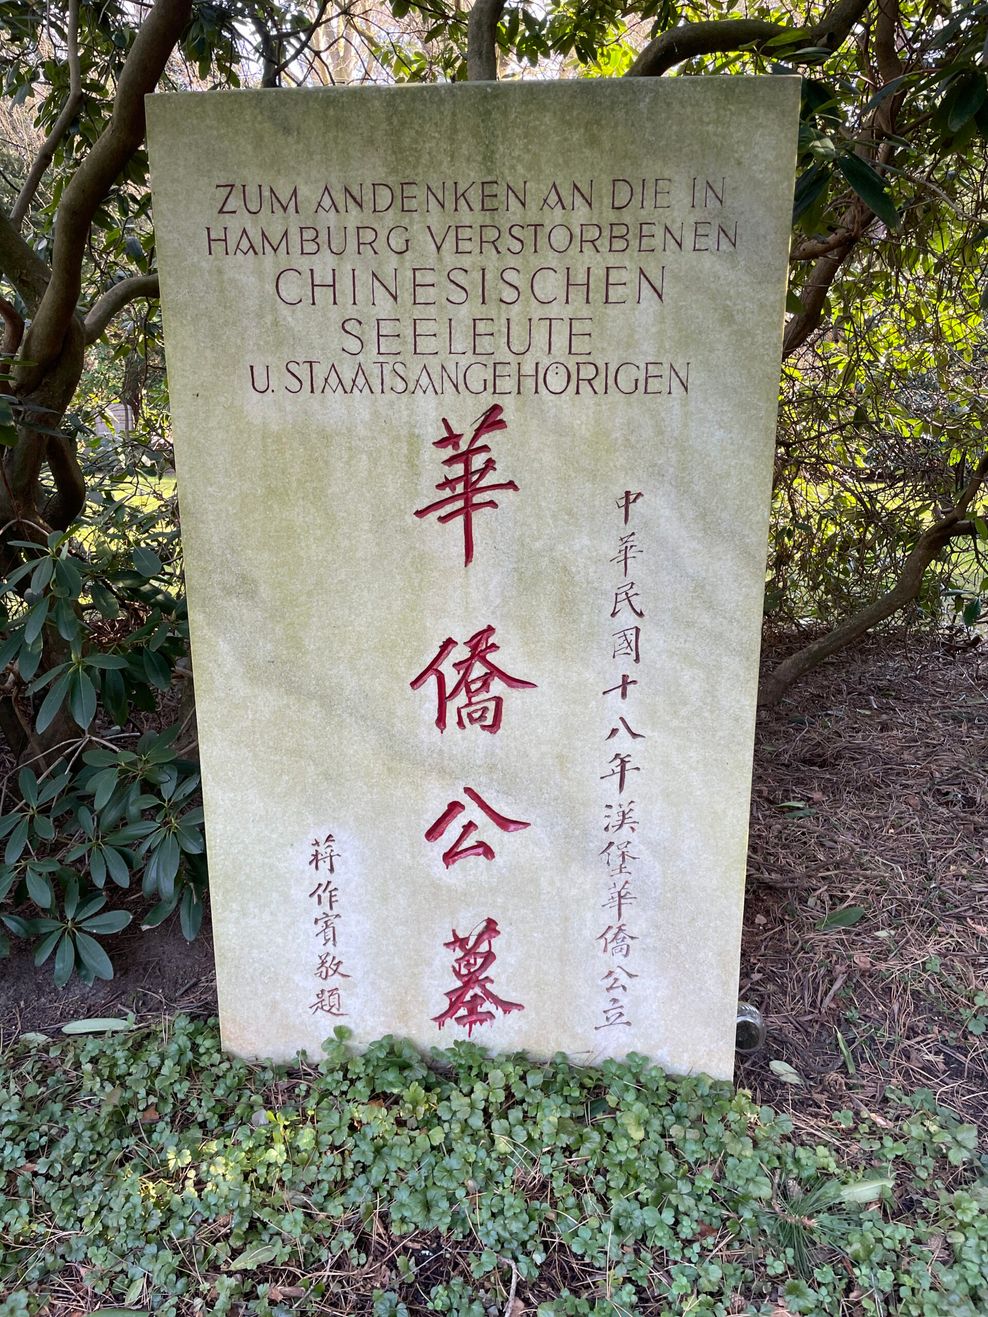 ZUM ANDENKEN AN DIE IN
HAMBURG VERSTORBENEN
CHINESISCHEN
SEELEUTE
U. STAATSANGEHÖRIGEN
中華民國十八年漢堡華僑公立
華僑公墓
蔣作賓敬題